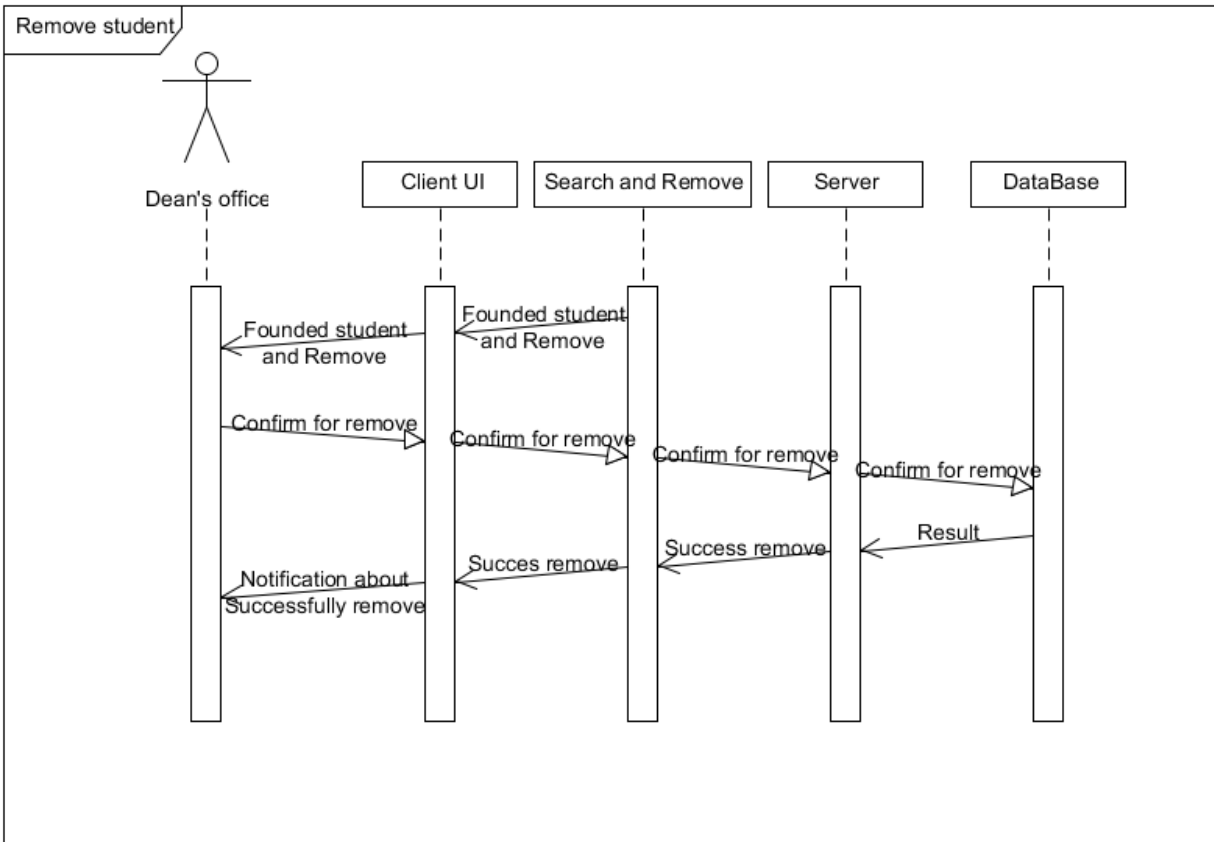 Remove student
Dean's office
Client UI
Search and Remove
Server
DataBase
Founded student
and Remove
Founded student
and Remove
Confirm for remove
Confirm for remove
Confirm for remove
Confirm for remove
Result
Success remove
Succes remove
Notification about
Successfully remove